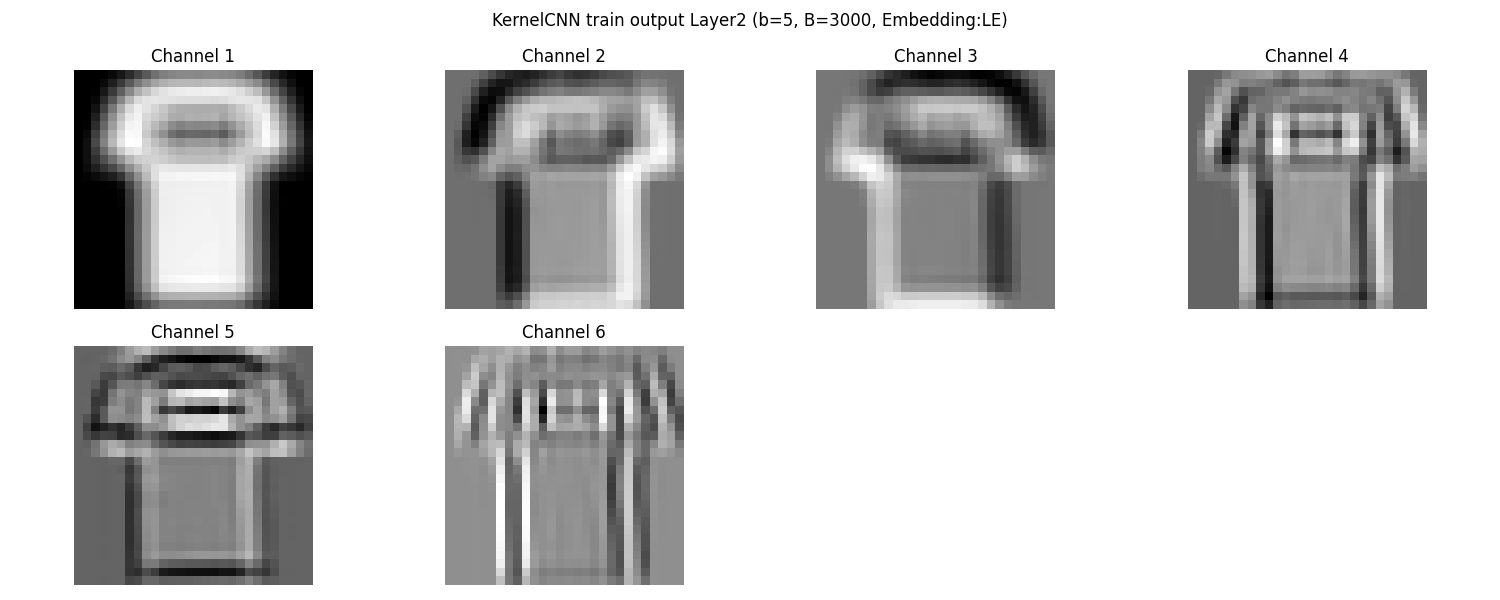 KernelCNN train output Layer2 (b=5, B=3000, Embedding:LE)
Channel 1
Channel 2
Channel 3
Channel 4
Channel 5
Channel 6